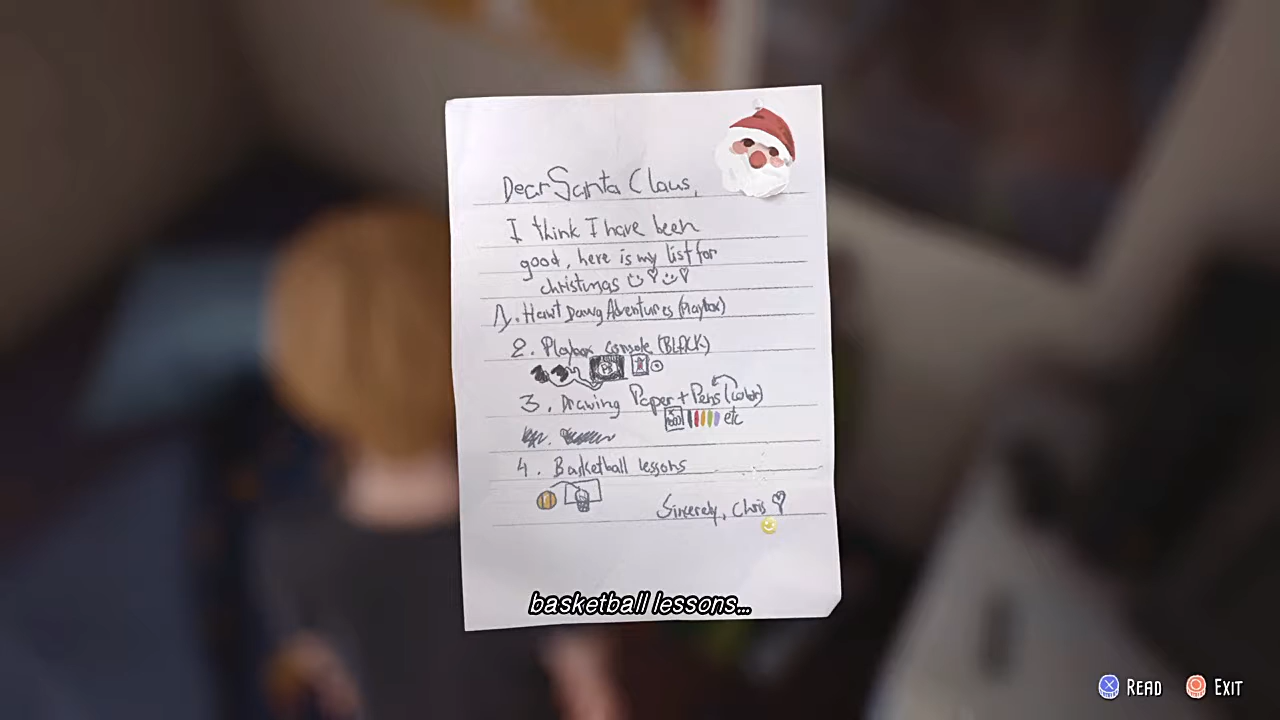 Dear Santa Claus,
I think I have been
good, here is my list for
christmas
1. Hawt Dawg Adventures (Playbox)
2. Playbox console (BLACK)
3. Drawing Paper + Pens (color)
etc
4. Basketball lessons
Sincerely, Chris
basketball lessons...
READ EXIT